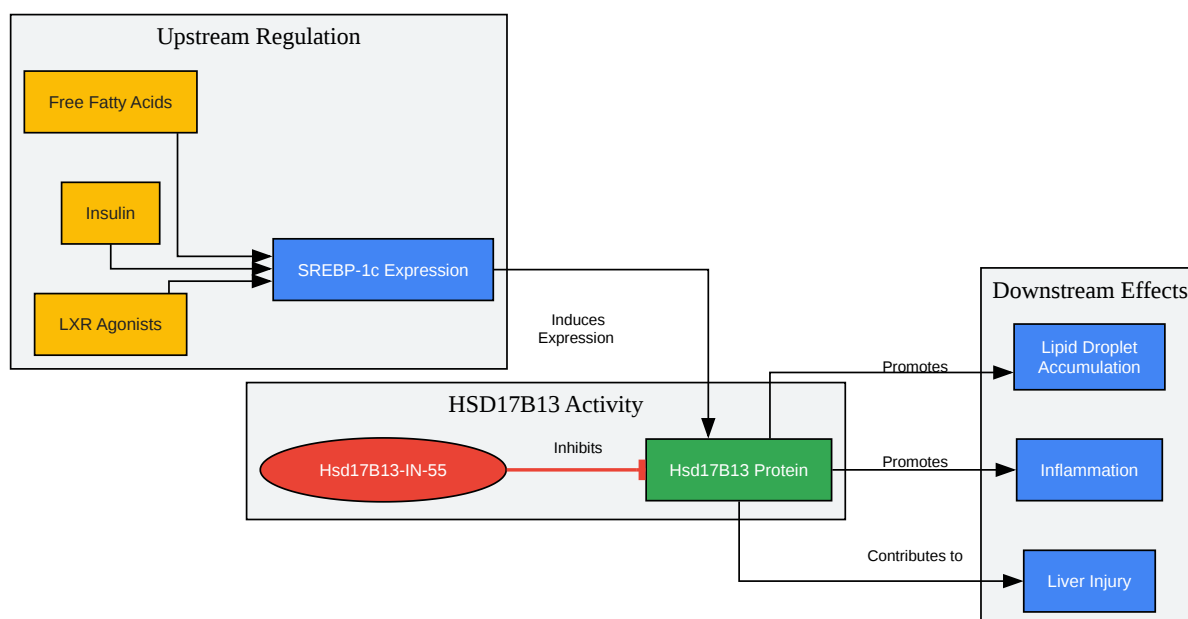 Upstream Regulation
Free Fatty Acids
Insulin
SREBP-1c Expression
LXR Agonists
Induces
Expression
Downstream Effects
Lipid Droplet
Accumulation
Promotes
HSD17B13 Activity
Hsd17B13-IN-55
Inhibits
Hsd17B13 Protein
Promotes
Inflammation
Contributes to
Liver Injury